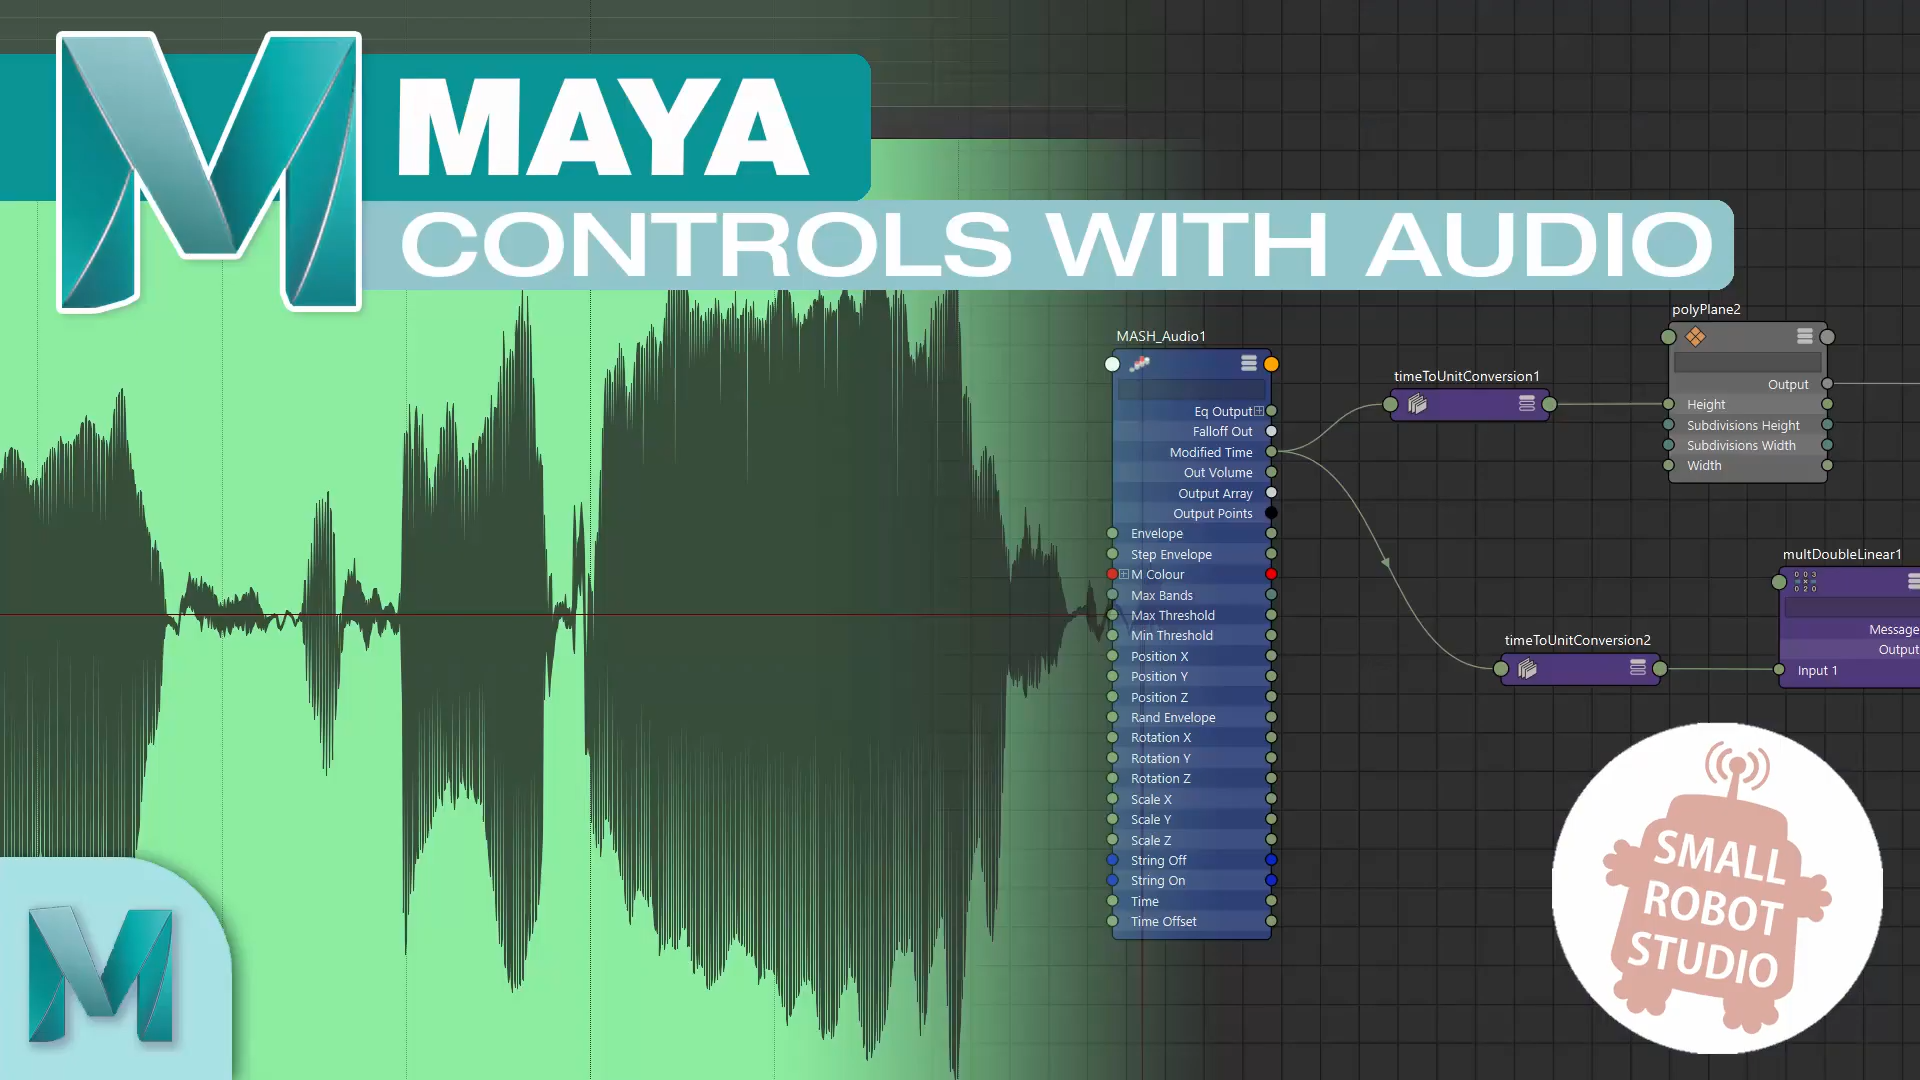 MAYA
CONTROLS WITH AUDIO
MASH_Audio1
Eq Output
Falloff Out
Modified Time
Out Volume
Output Array
Output Points
Envelope
Step Envelope
M Colour
Max Bands
Max Threshold
Min Threshold
Position X
Position Y
Position Z
Rand Envelope
Rotation X
Rotation Y
Rotation Z
Scale X
Scale Y
Scale Z
String Off
String On
Time
Time Offset
timeToUnitConversion1
polyPlane2
Output
Height
Subdivisions Height
Subdivisions Width
Width
timeToUnitConversion2
multDoubleLinear1
Message
Output
Input 1
SMALL
ROBOT
STUDIO